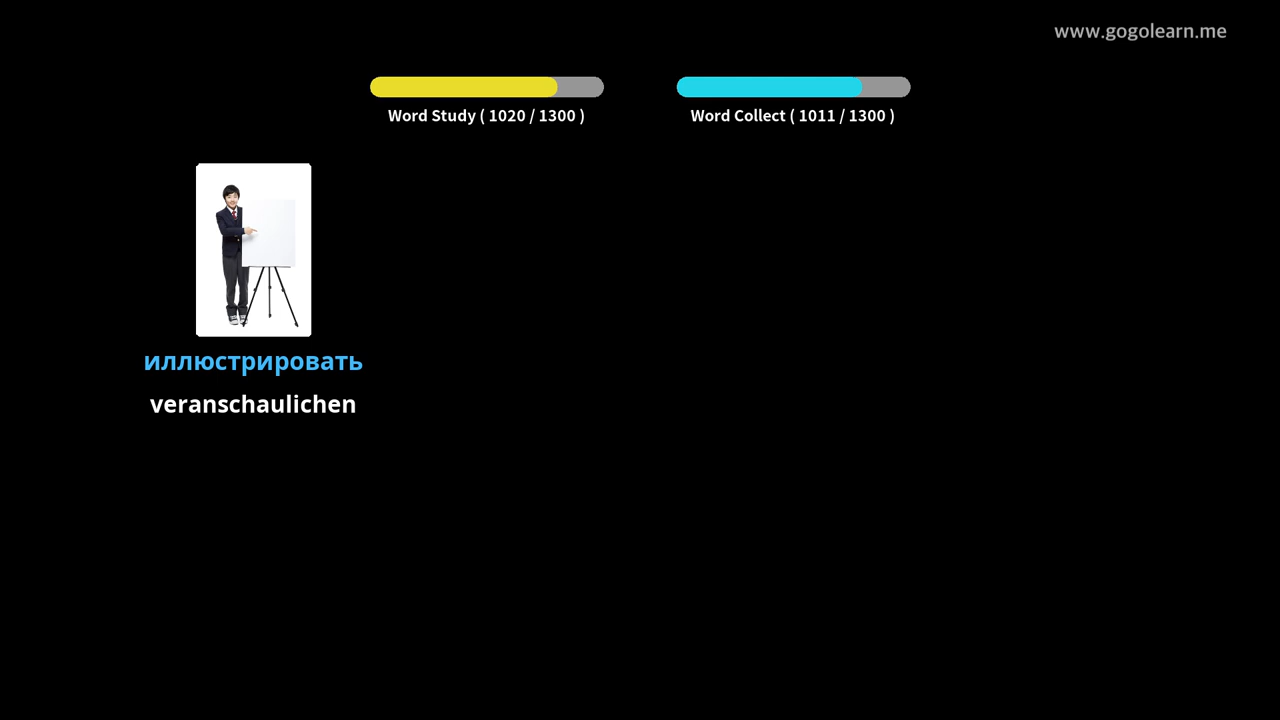 www.gogolearn.me
Word Study ( 1020 / 1300 )
Word Collect ( 1011 / 1300 )
иллюстрировать
veranschaulichen